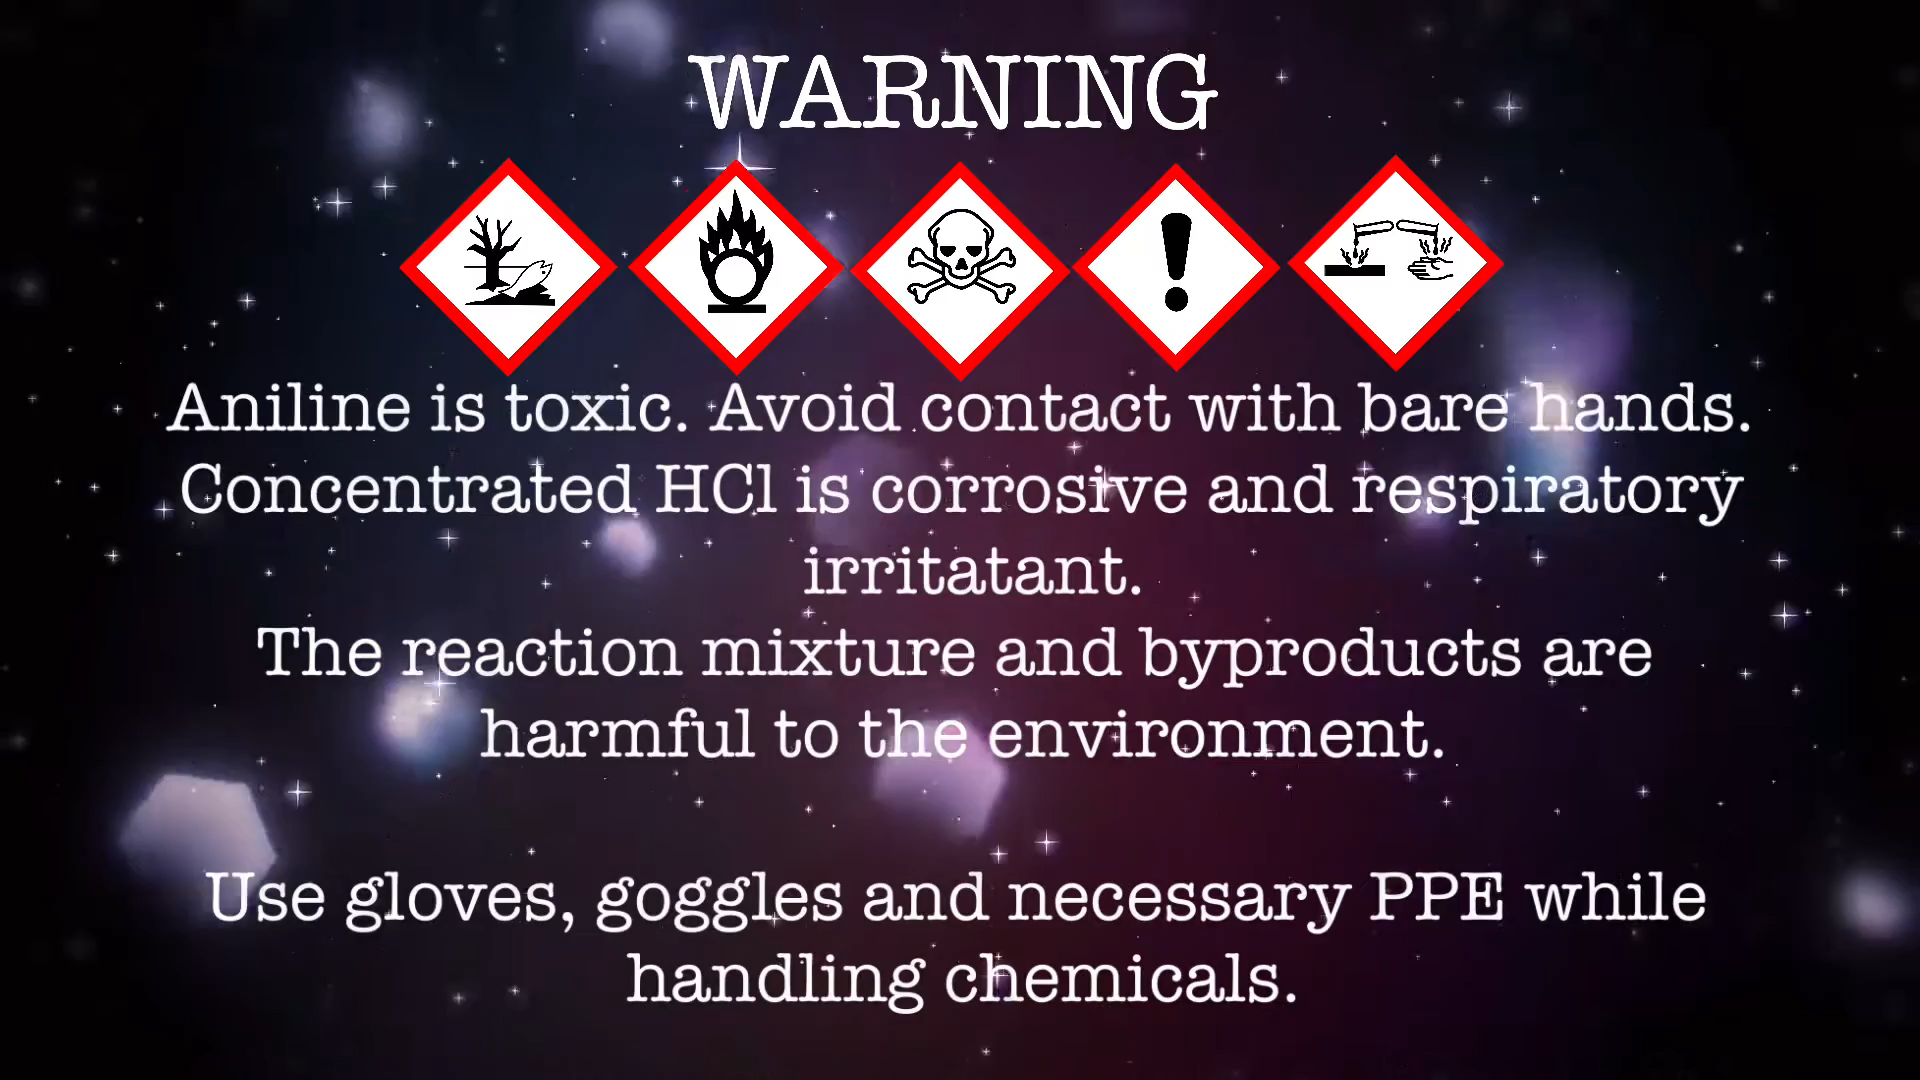 WARNING
Aniline is toxic. Avoid contact with bare hands.
Concentrated HCl is corrosive and respiratory
irritatant.
The reaction mixture and byproducts are
harmful to the environment.
Use gloves, goggles and necessary PPE while
handling chemicals.